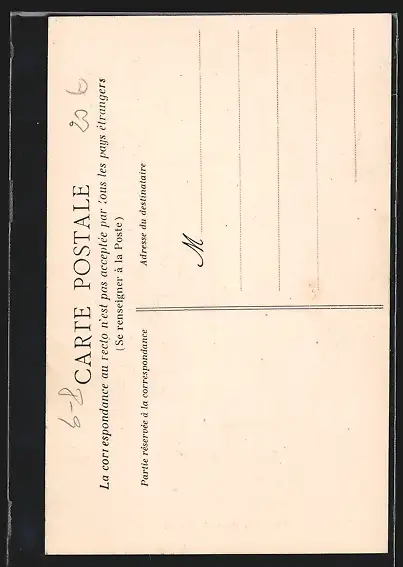 CARTE POSTALE
La correspondance au recto n'est pas acceptée par tous les pays étrangers
(Se renseigner à la Poste)
Partie réservée à la correspondance
Adresse du destinataire
M